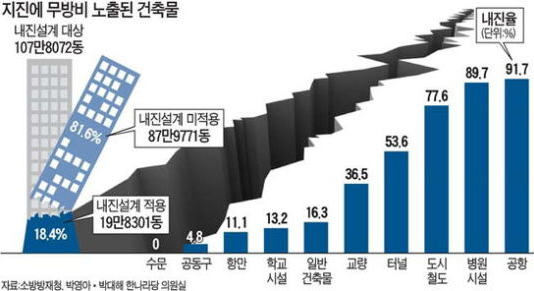 지진에 무방비 노출된 건축물
내진설계 대상
107만8072동
내진율
(단위:%)
81.6%
내진설계 미적용
87만9771동
내진설계 적용
19만8301동
18.4%
0
4.8
11.1
13.2
16.3
36.5
53.6
77.6
89.7
91.7
수문
공동구
항만
학교
시설
일반
건축물
교량
터널
도시
철도
병원
시설
공항
자료:소방방재청, 박영아·박대해 한나라당 의원실